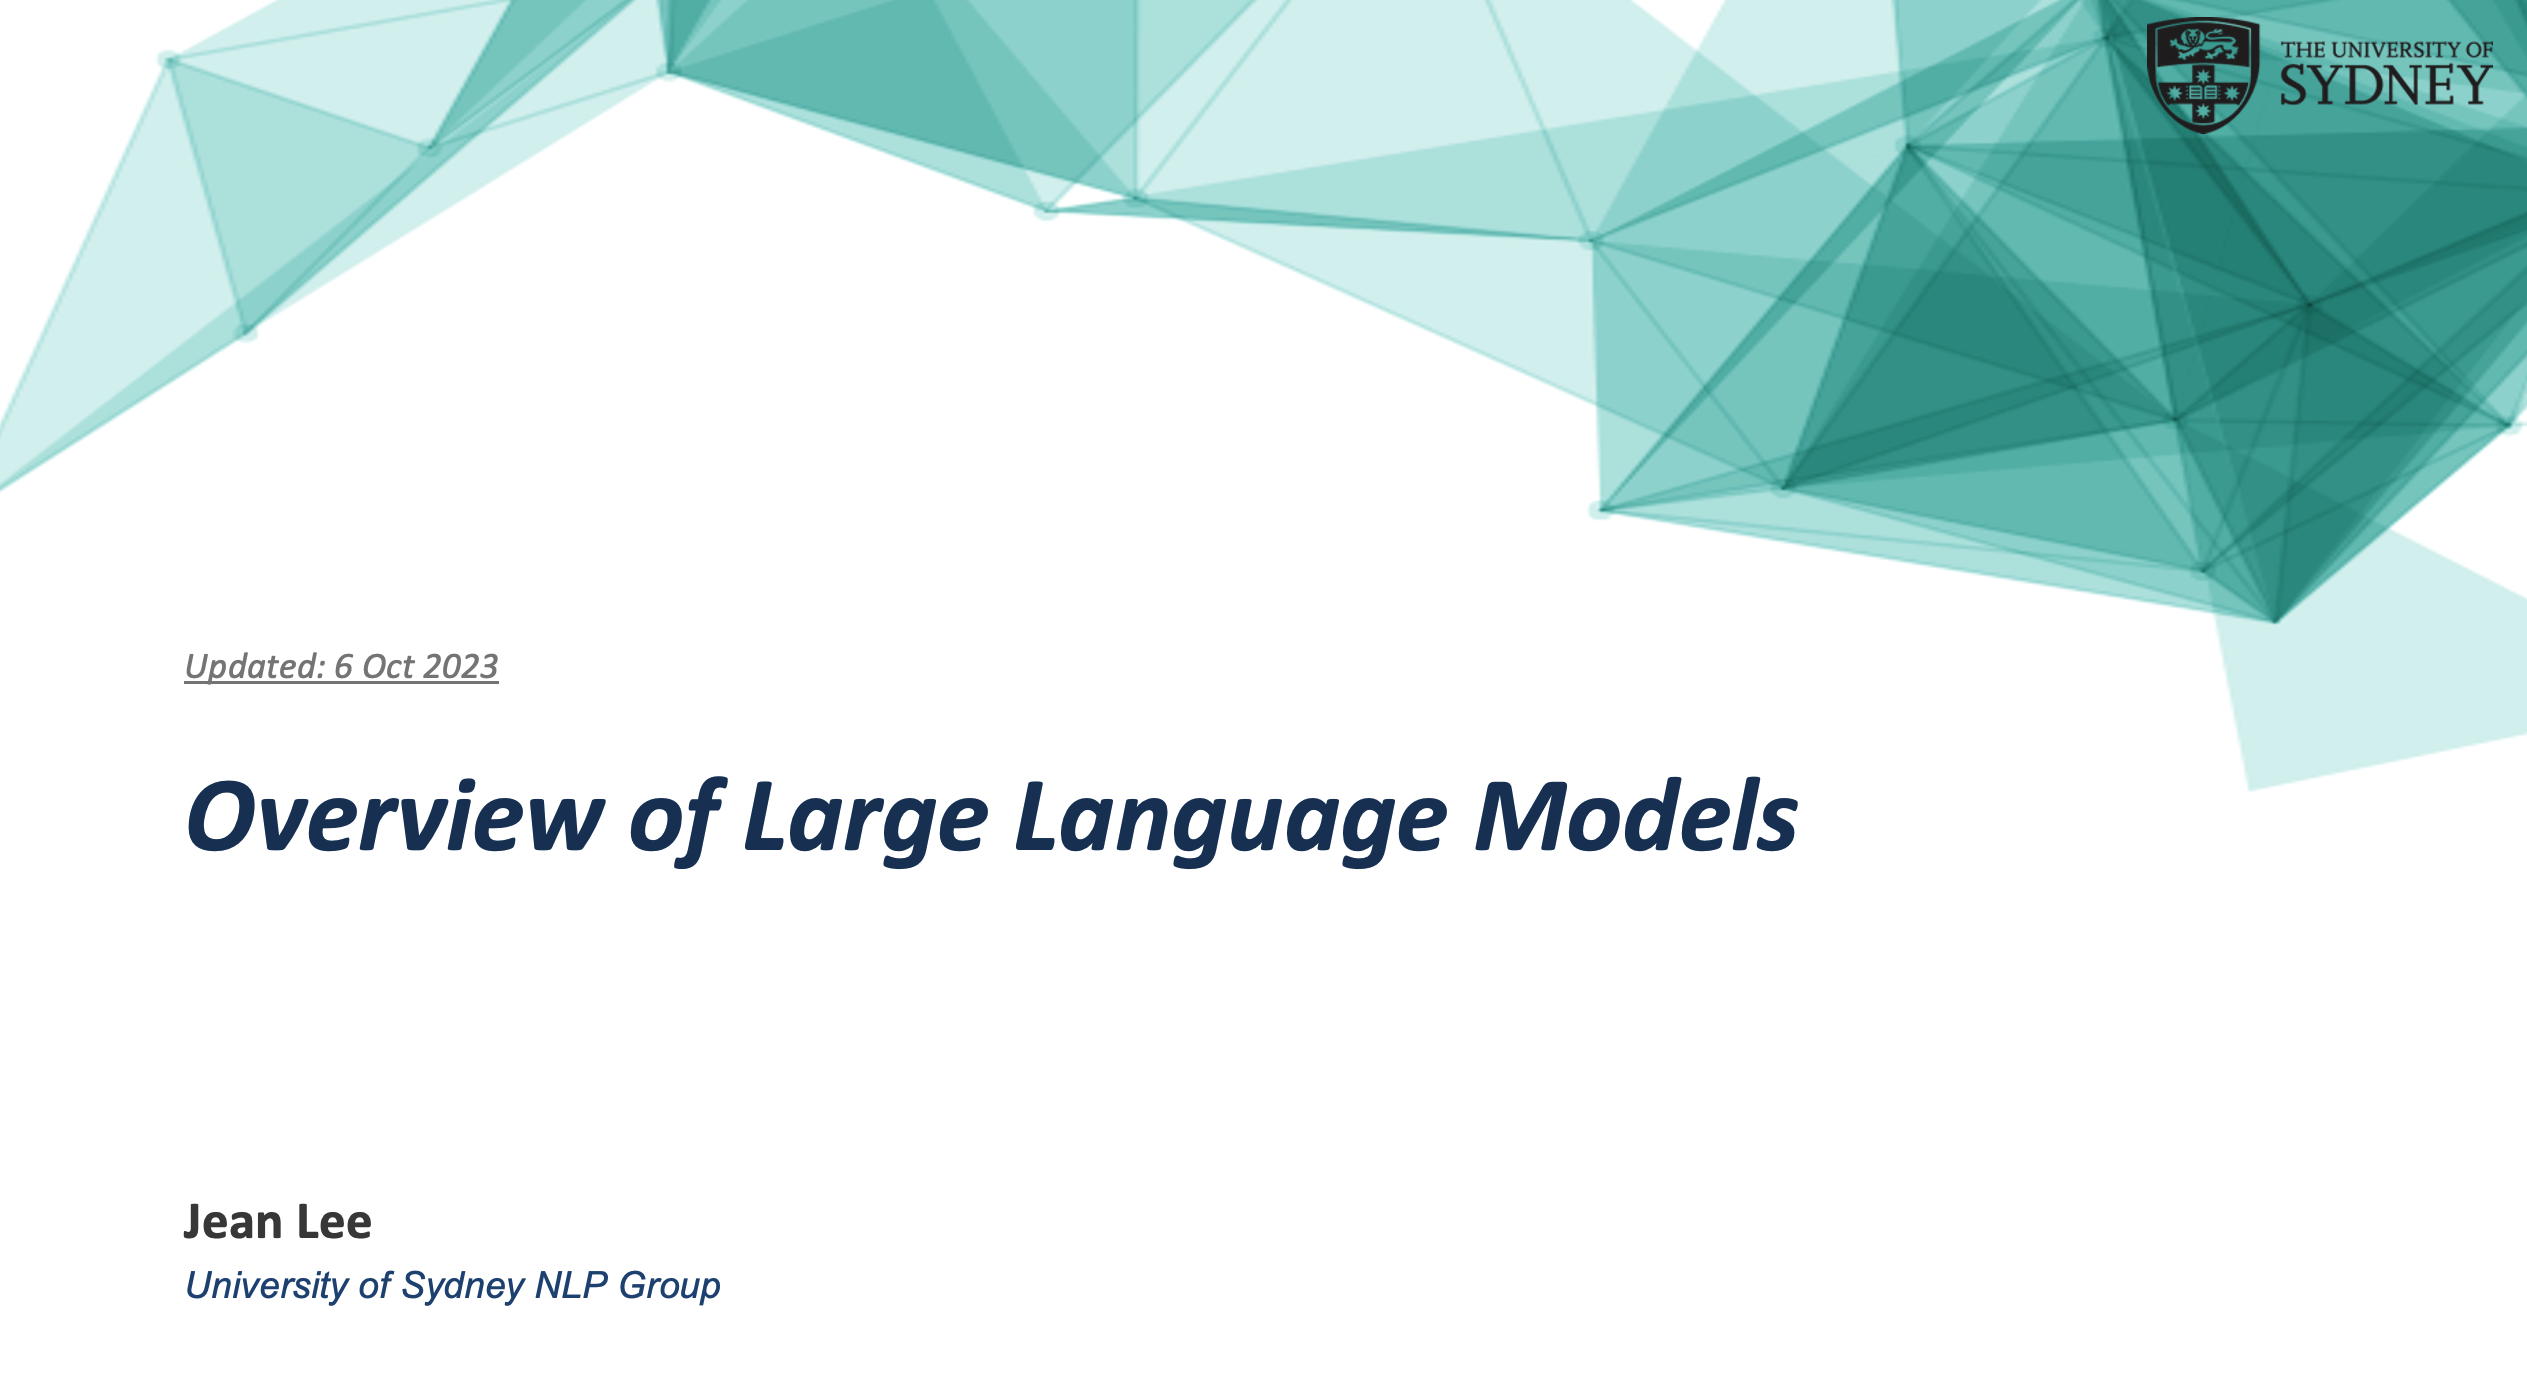 THE UNIVERSITY OF
SYDNEY
Updated: 6 Oct 2023
Overview of Large Language Models
Jean Lee
University of Sydney NLP Group